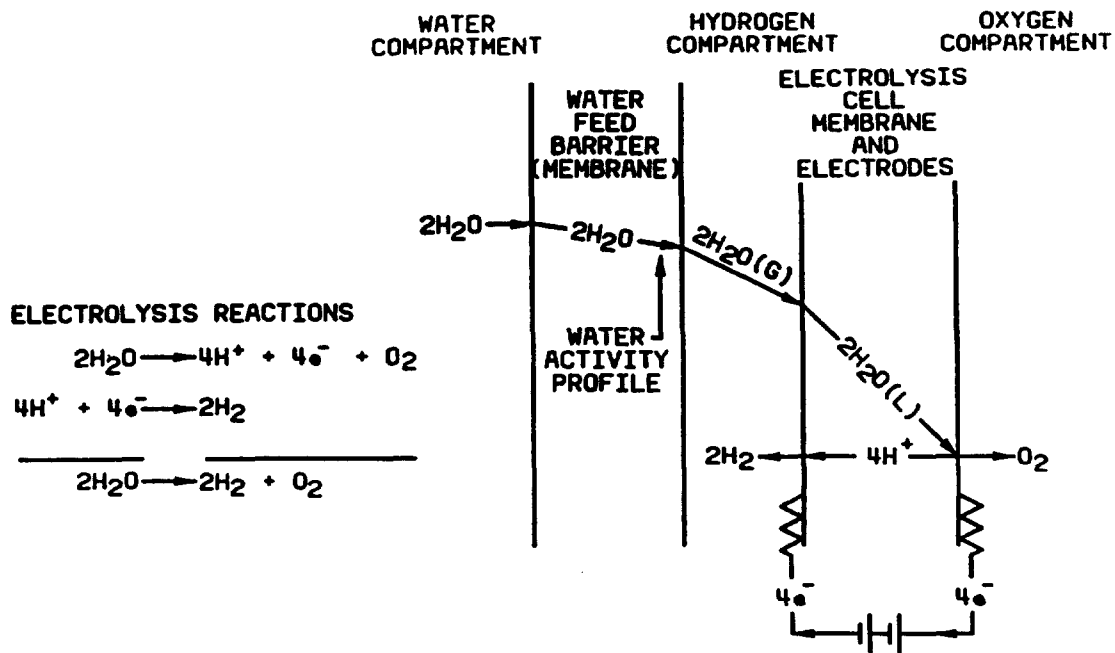 WATER
COMPARTMENT
HYDROGEN
COMPARTMENT
OXYGEN
COMPARTMENT
WATER
FEED
BARRIER
(MEMBRANE)
ELECTROLYSIS
CELL
MEMBRANE
AND
ELECTRODES
2H₂O
2H₂O
2H₂O(G)
2H₂O(L)
WATER
ACTIVITY
PROFILE
ELECTROLYSIS REACTIONS
2H₂O → 4H⁺ + 4e⁻ + O₂
4H⁺ + 4e⁻ → 2H₂
2H₂O → 2H₂ + O₂
2H₂ ← 4H⁺ → O₂
4e⁻ 4e⁻